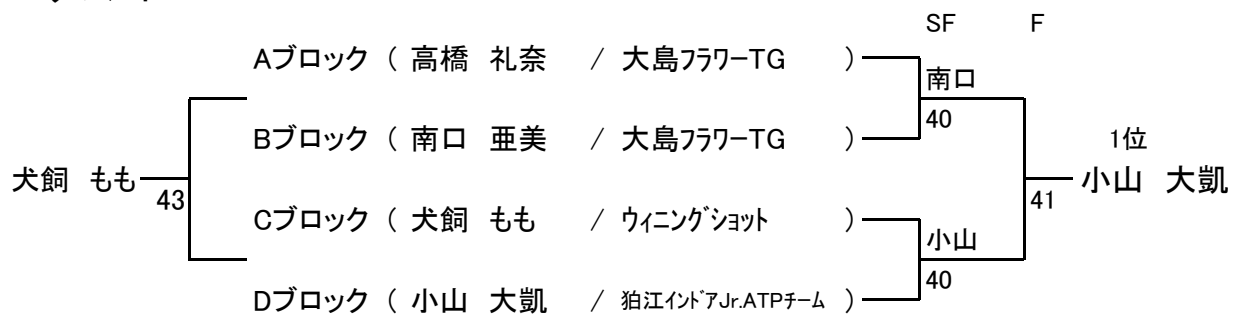 SF F
Aブロック ( 高橋 礼奈 / 大島フラワーTG )
南口
40
Bブロック ( 南口 亜美 / 大島フラワーTG )
1位
犬飼 もも
43
小山 大凱
41
Cブロック ( 犬飼 もも / ウィニングショット )
小山
40
Dブロック ( 小山 大凱 / 狛江インドアJr.ATPチーム )